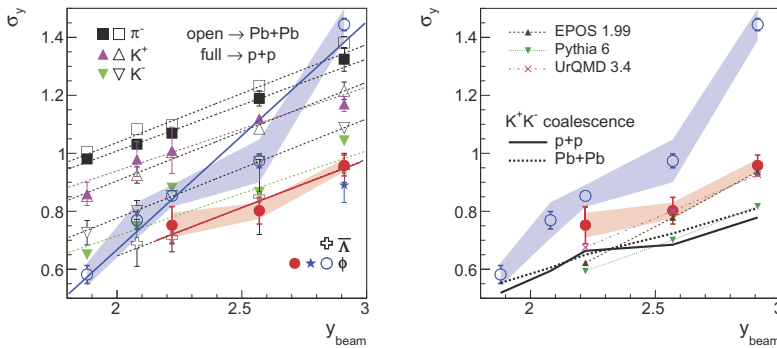 σy
1.4
1.2
1
0.8
0.6
π-
K+
K-
open → Pb+Pb
full → p+p
Λ
ϕ
2
2.5
3
ybeam
σy
1.4
1.2
1
0.8
0.6
EPOS 1.99
Pythia 6
UrQMD 3.4
K+K- coalescence
p+p
Pb+Pb
2
2.5
3
ybeam